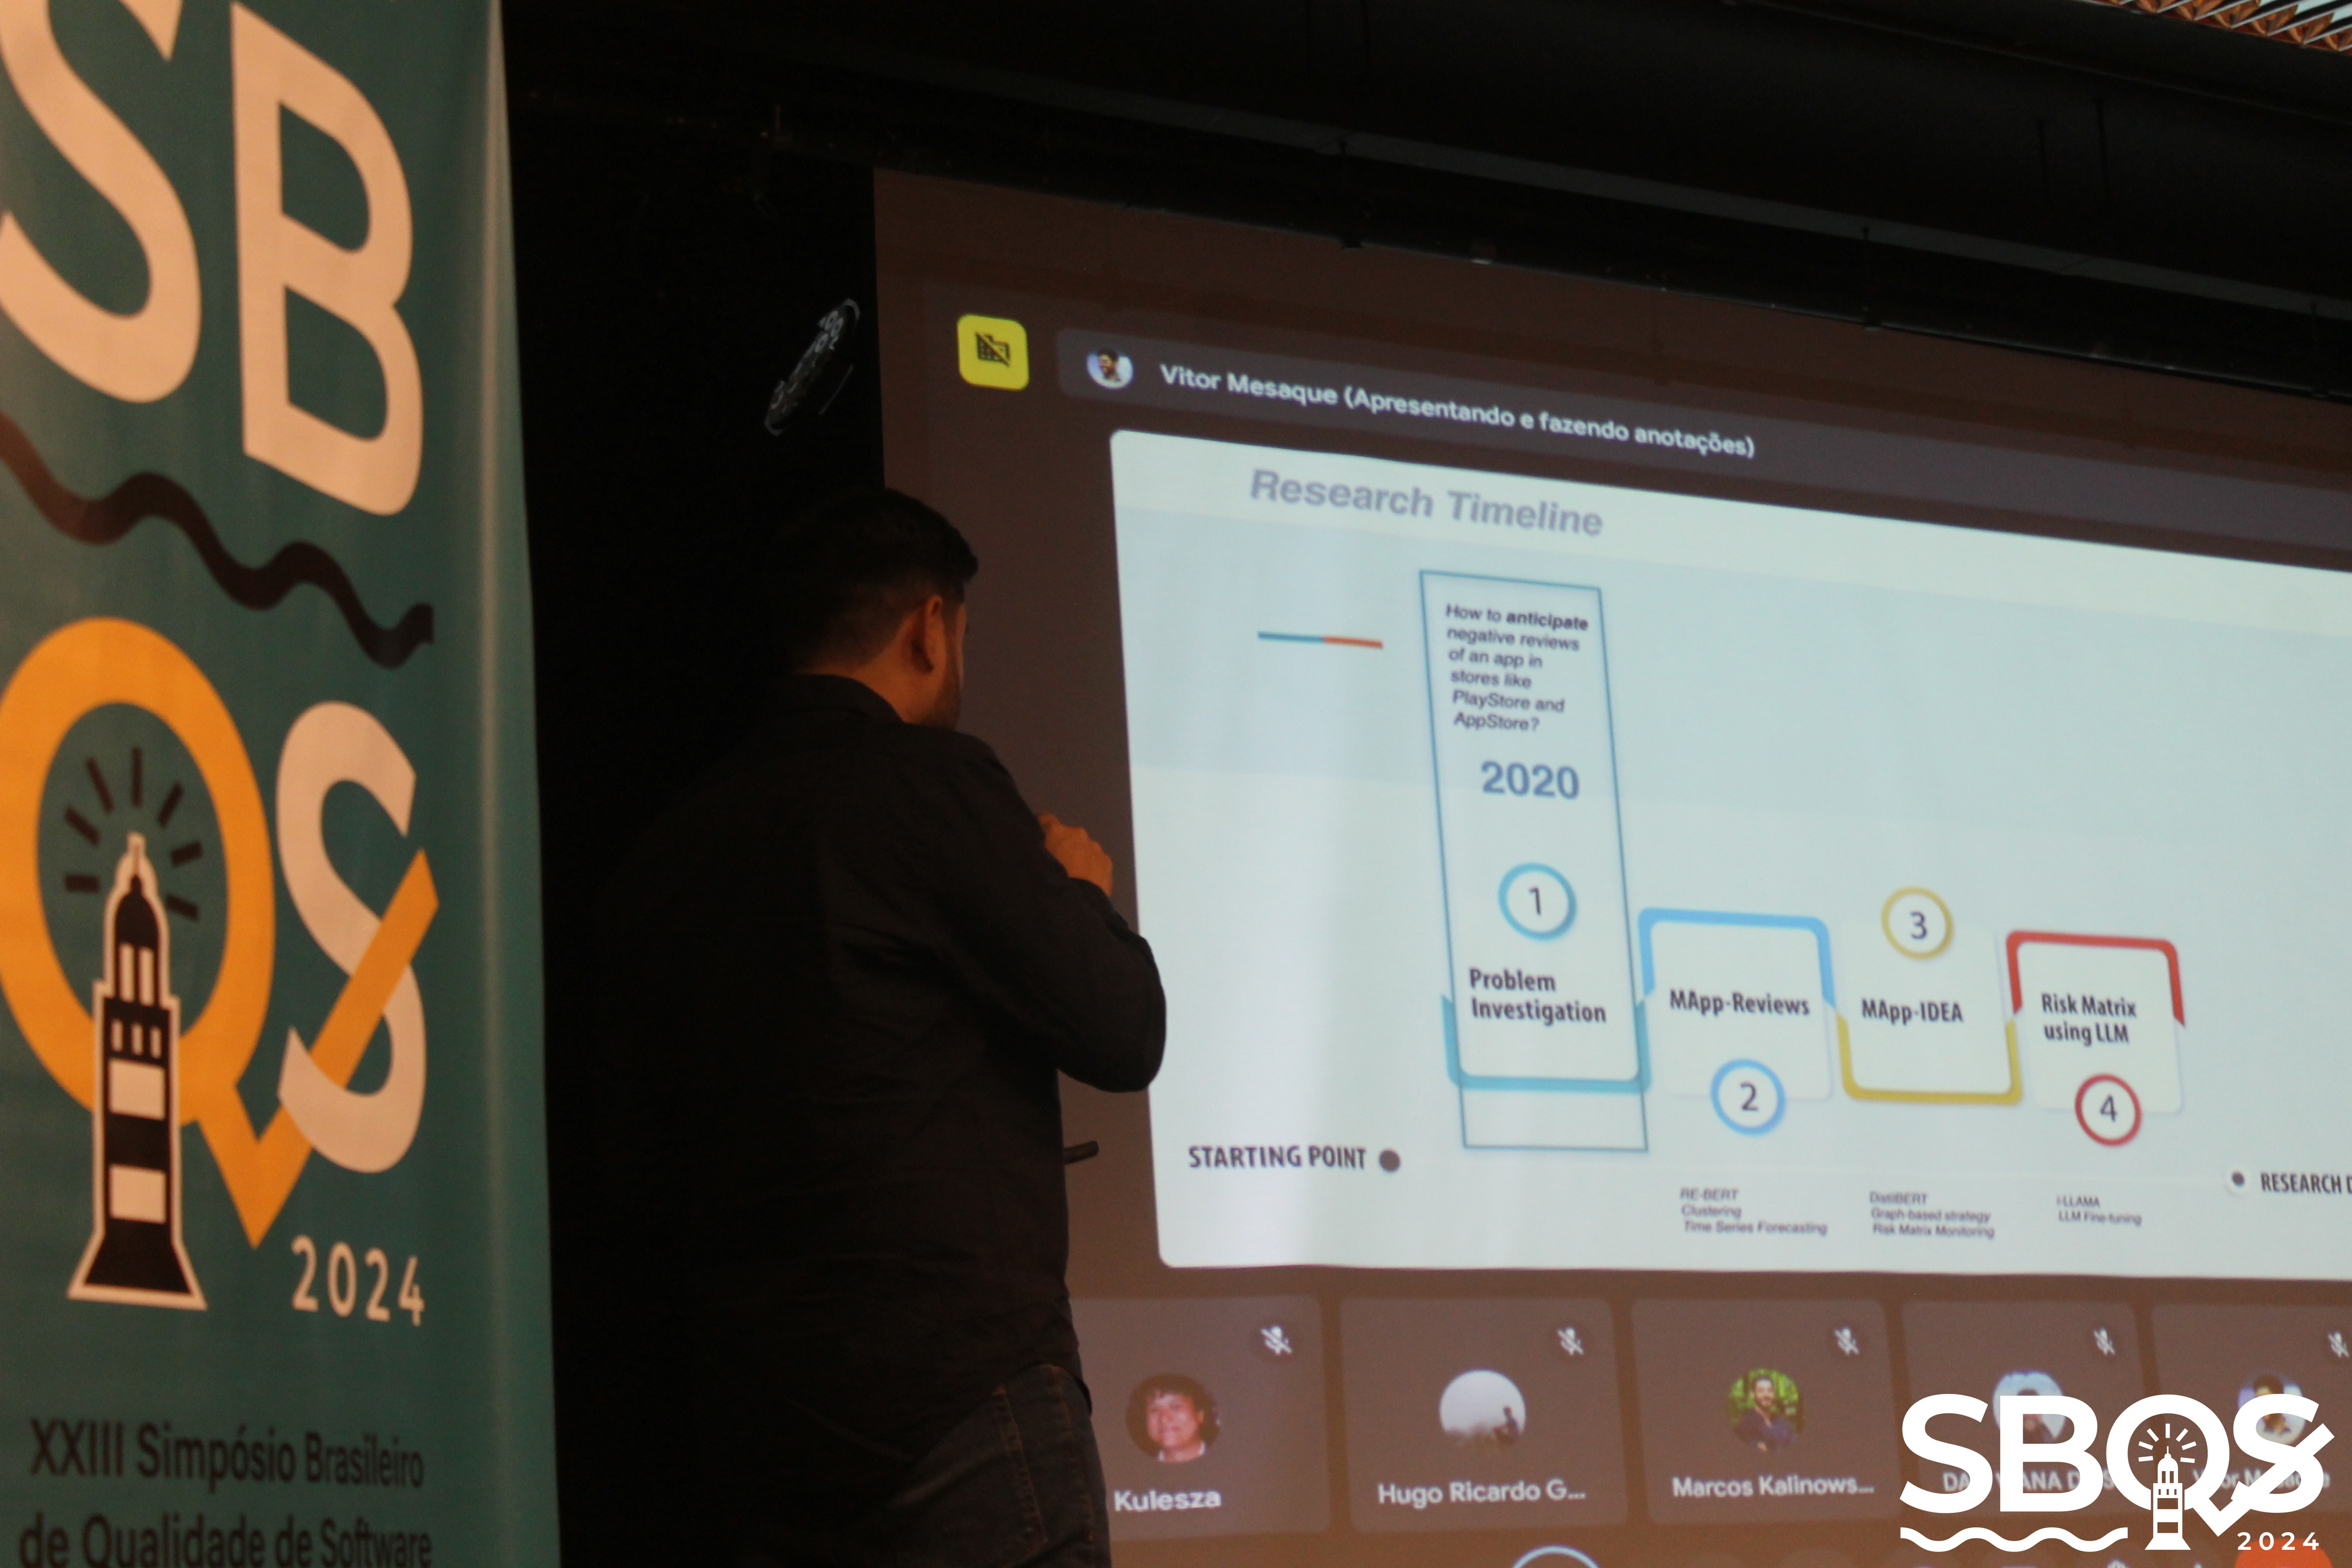 SB
QS
2024
XXIII Simpósio Brasileiro
de Qualidade de Software
Vitor Mesaque (Apresentando e fazendo anotações)
Research Timeline
How to anticipate
negative reviews
of an app in
stores like
PlayStore and
AppStore?
2020
1
Problem
Investigation
MApp-Reviews
2
3
MApp-IDEA
Risk Matrix
using LLM
4
STARTING POINT
RESEARCH
RE-BERT
Clustering
Time Series Forecasting
DistilBERT
Graph-based strategy
Risk Matrix Monitoring
i-LLAMA
LLM Fine-tuning
Kulesza
Hugo Ricardo G...
Marcos Kalinows...
SBQS
2024